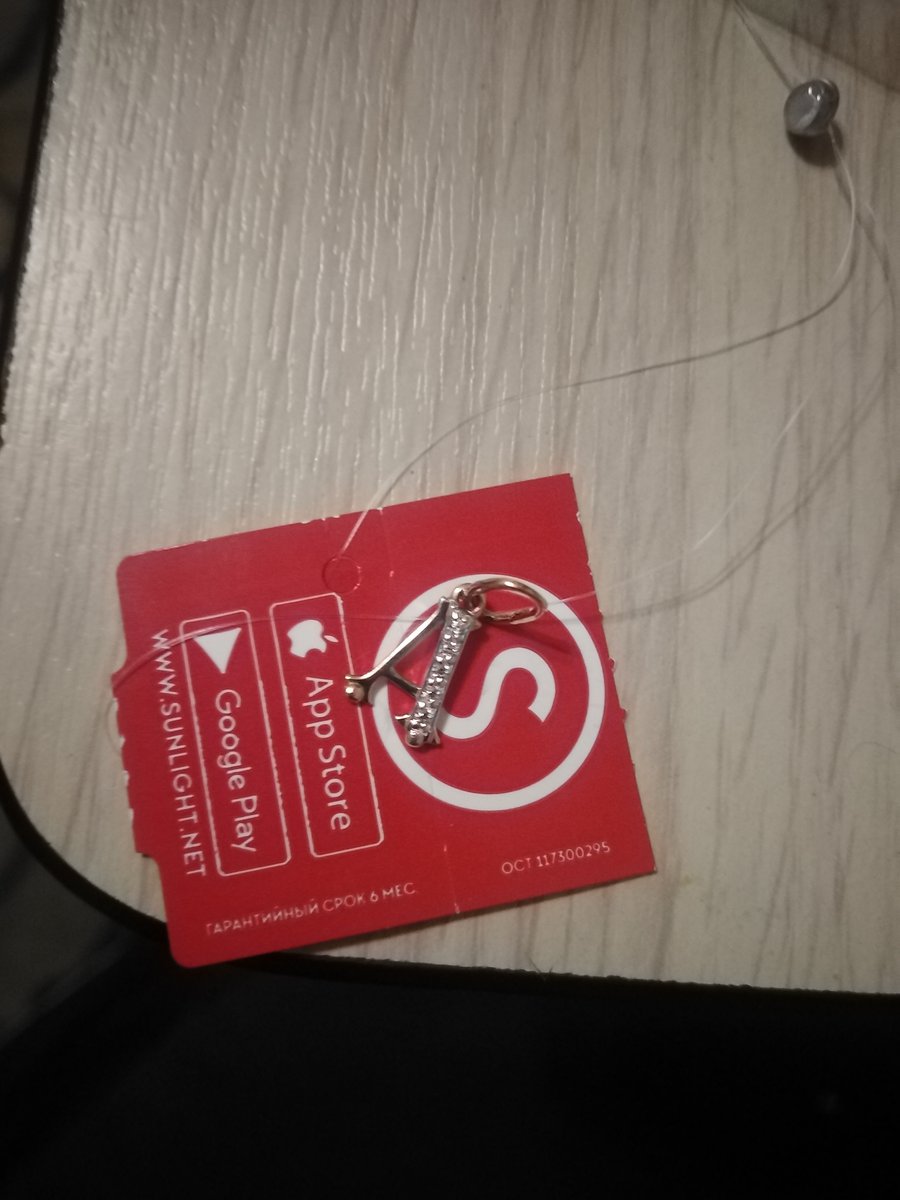 S
App Store
Google Play
WWW.SUNLIGHT.NET
ГАРАНТИЙНЫЙ СРОК 6 МЕС.
ОСТ 117300295